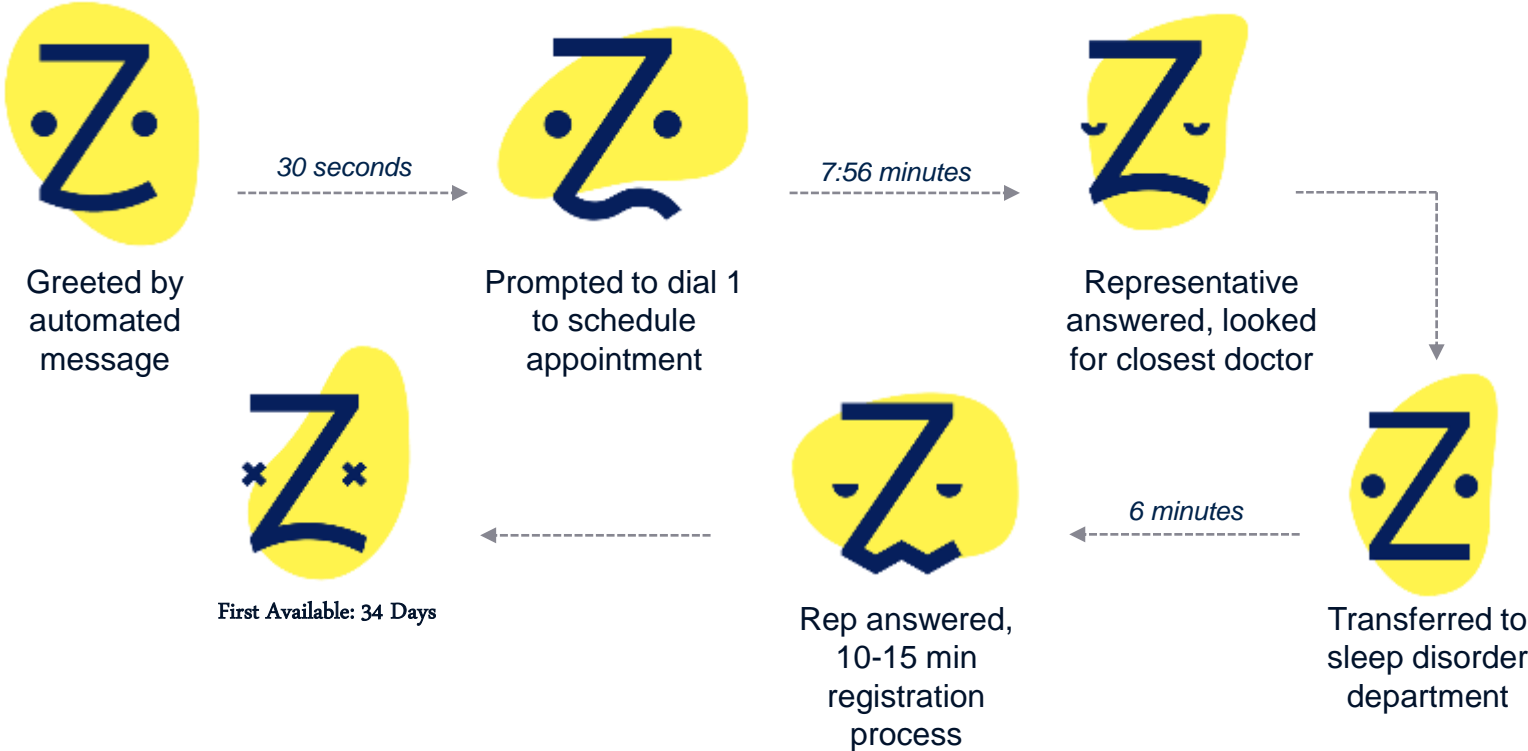 30 seconds
7:56 minutes
Greeted by
automated
message
Prompted to dial 1
to schedule
appointment
Representative
answered, looked
for closest doctor
6 minutes
Transferred to
sleep disorder
department
Rep answered,
10-15 min
registration
process
First Available: 34 Days